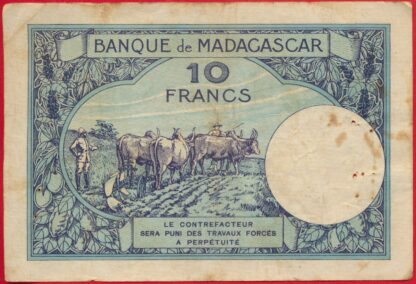 BANQUE de MADAGASCAR
10
FRANCS
LE CONTREFACTEUR
SERA PUNI DES TRAVAUX FORCÉS
A PERPÉTUITÉ